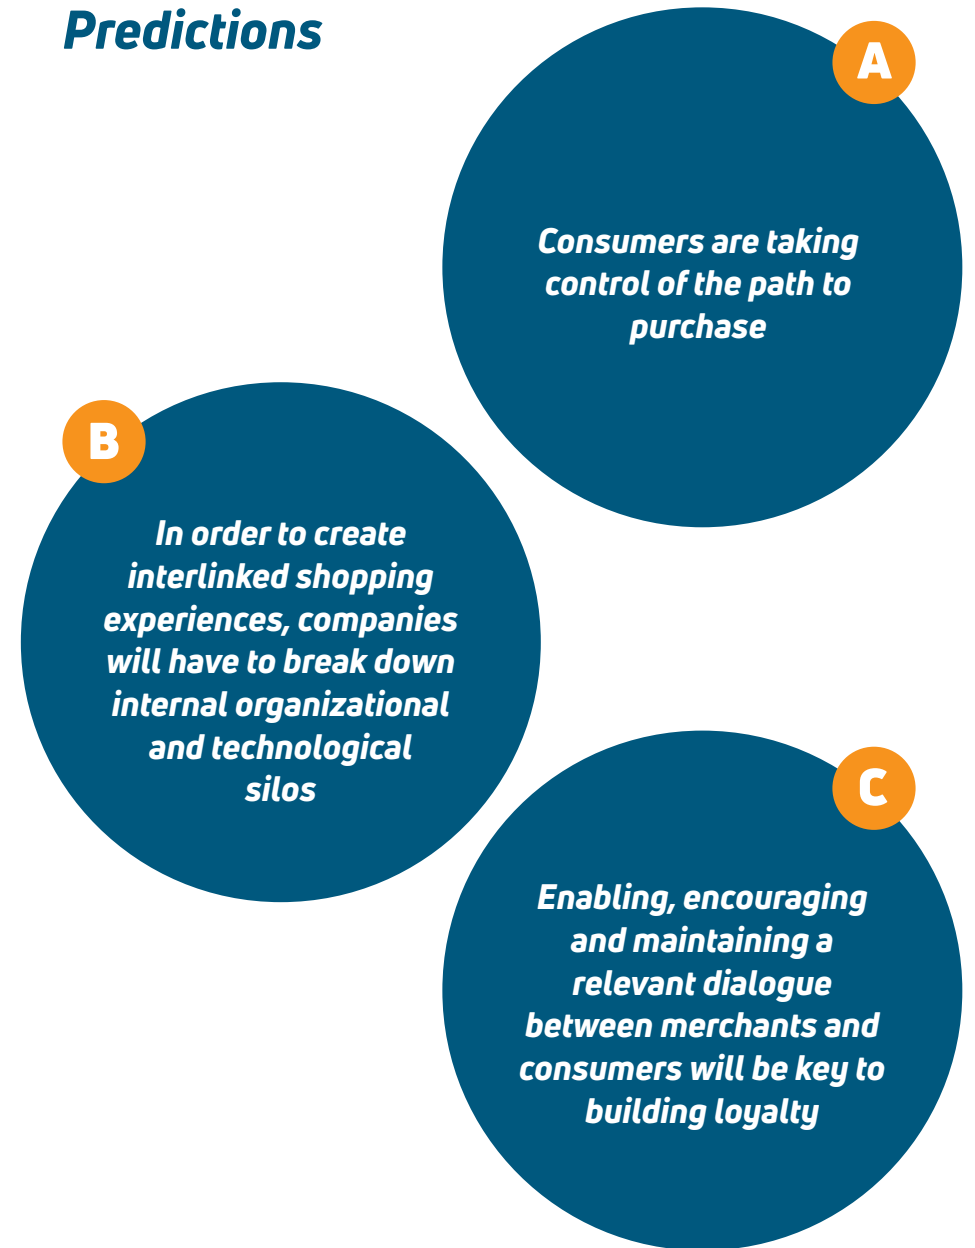 Predictions
A
Consumers are taking
control of the path to
purchase
B
In order to create
interlinked shopping
experiences, companies
will have to break down
internal organizational
and technological
silos
C
Enabling, encouraging
and maintaining a
relevant dialogue
between merchants and
consumers will be key to
building loyalty